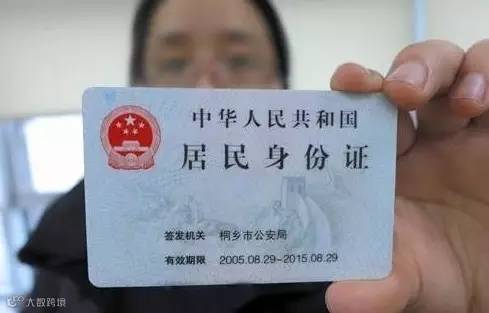 中华人民共和国
居民身份证
签发机关 桐乡市公安局
有效期限 2005.08.29-2015.08.29
大数跨境